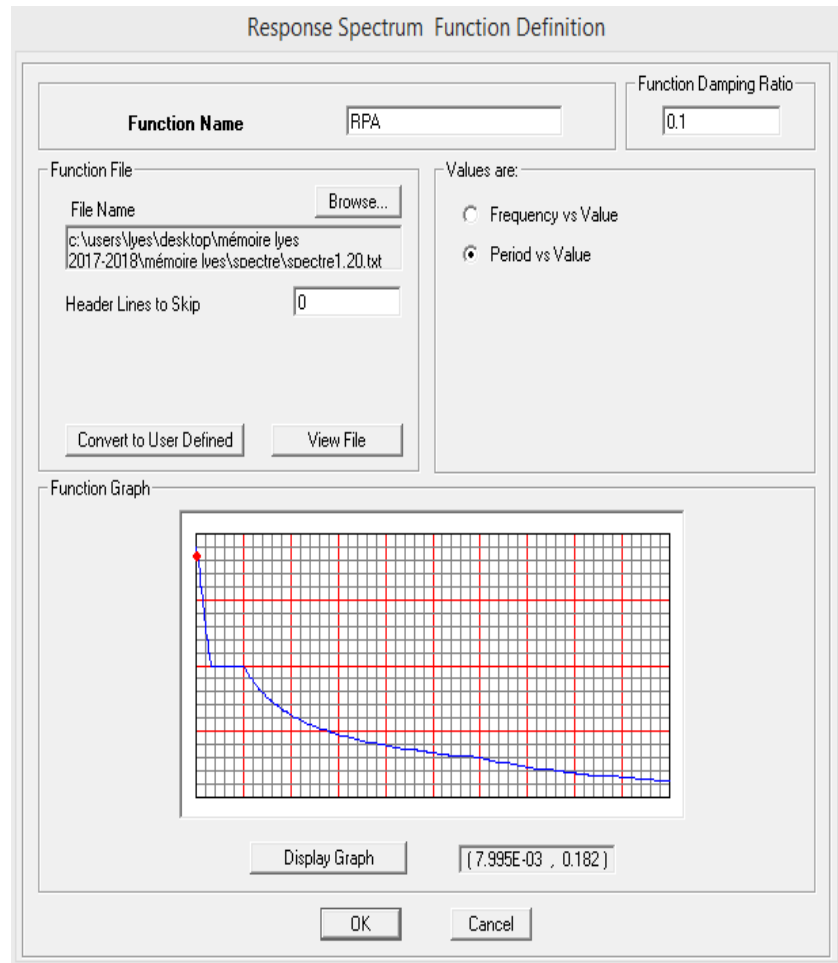 Response Spectrum Function Definition
Function Name
RPA
Function Damping Ratio
0.1
Function File
File Name
Browse...
c:\users\lyes\desktop\mémoire lyes
2017-2018\mémoire lyes\spectre\spectre1.20.txt
Header Lines to Skip
0
Convert to User Defined
View File
Values are:
Frequency vs Value
Period vs Value
Function Graph
Display Graph
( 7.995E-03 , 0.182 )
OK
Cancel